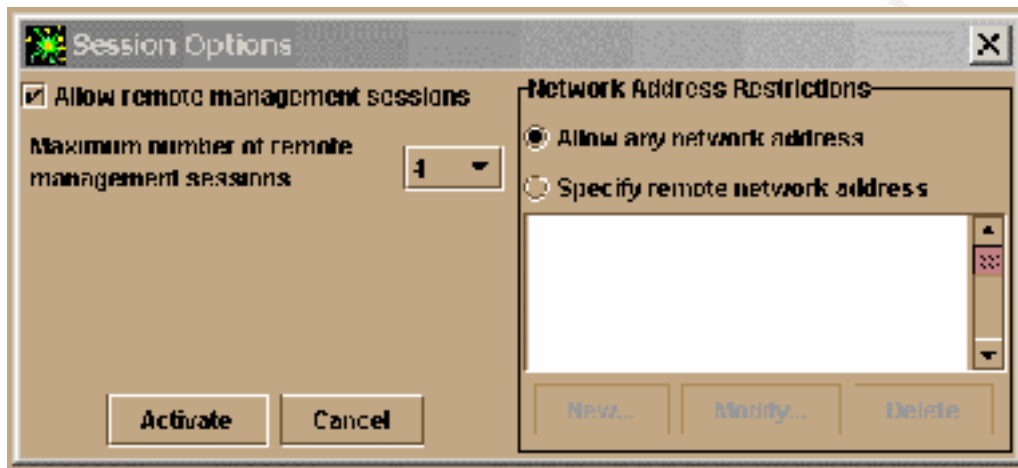 Session Options
Allow remote management sessions
Maximum number of remote
management sessions
4
Network Address Restrictions
Allow any network address
Specify remote network address
New...
Modify...
Delete
Activate
Cancel